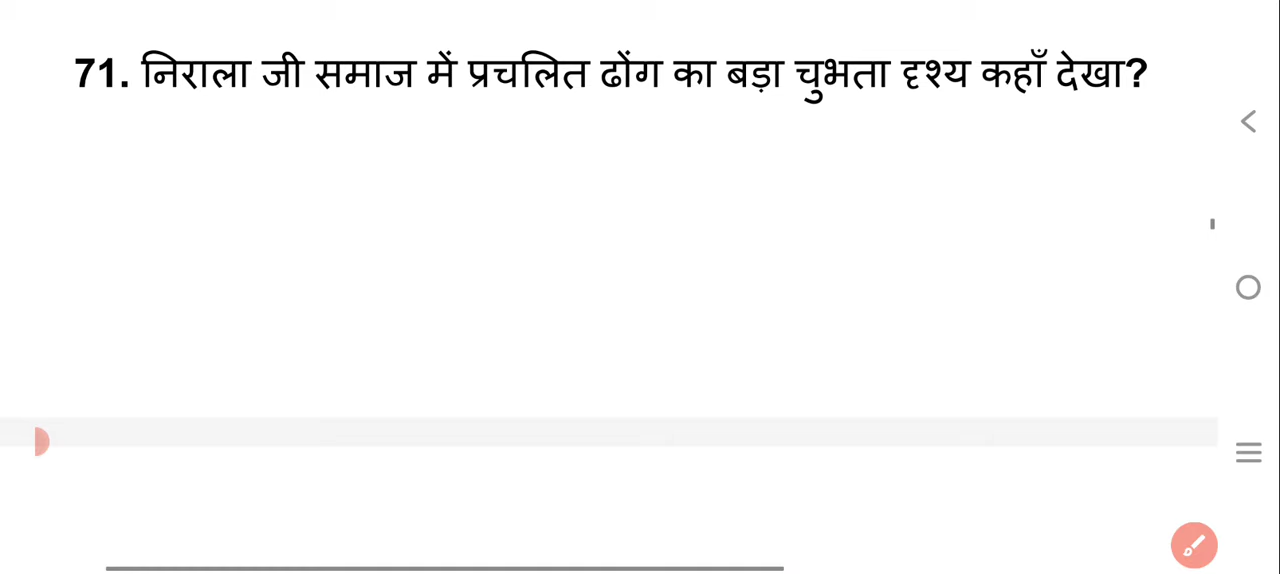 71. निराला जी समाज में प्रचलित ढोंग का बड़ा चुभता दृश्य कहाँ देखा?